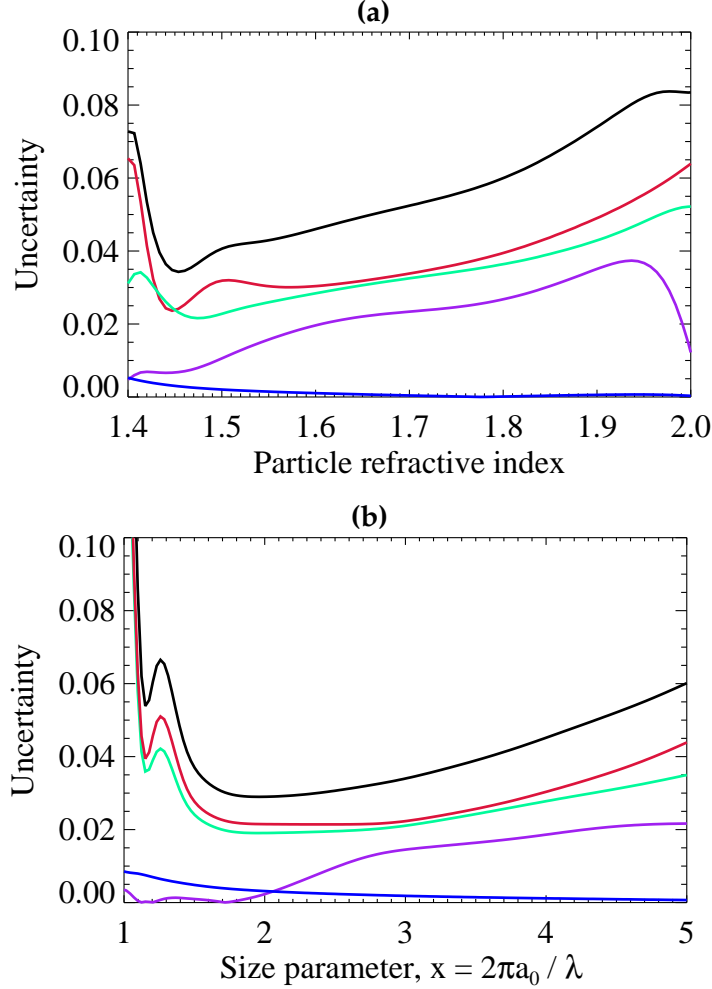 (a)
0.10
0.08
0.06
0.04
0.02
0.00
Uncertainty
1.4 1.5 1.6 1.7 1.8 1.9 2.0
Particle refractive index
(b)
0.10
0.08
0.06
0.04
0.02
0.00
Uncertainty
1 2 3 4 5
Size parameter, x = 2πa₀ / λ